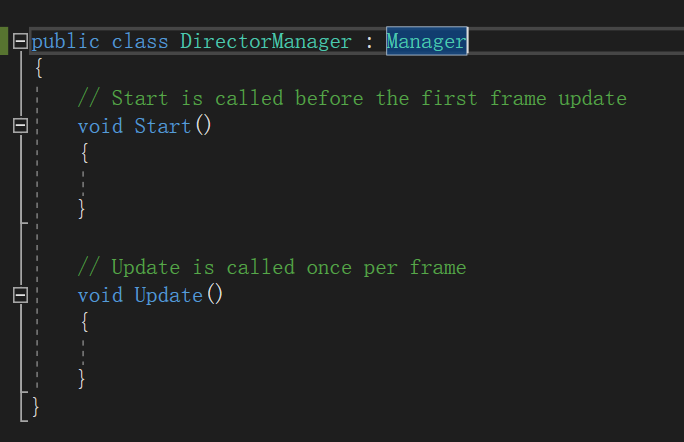 public class DirectorManager : Manager
{
    // Start is called before the first frame update
    void Start()
    {
    }
    // Update is called once per frame
    void Update()
    {
    }
}